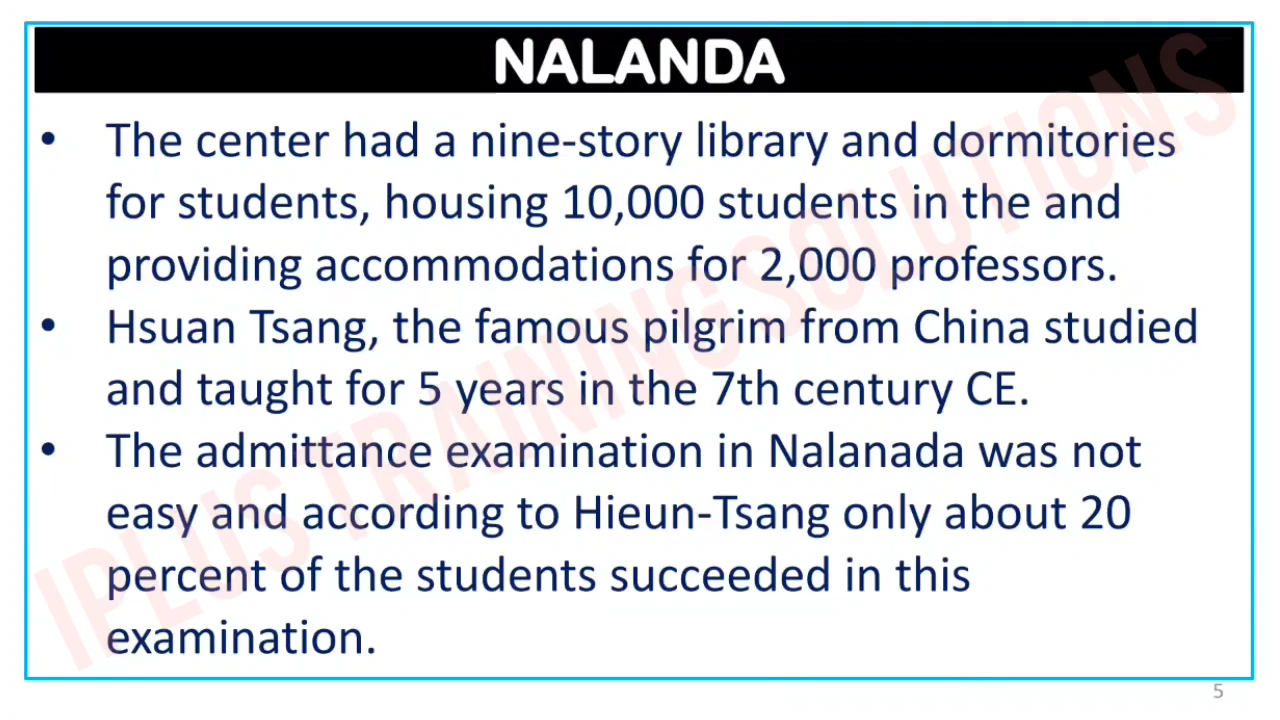 NALANDA
• The center had a nine-story library and dormitories
for students, housing 10,000 students in the and
providing accommodations for 2,000 professors.
• Hsuan Tsang, the famous pilgrim from China studied
and taught for 5 years in the 7th century CE.
• The admittance examination in Nalanada was not
easy and according to Hieun-Tsang only about 20
percent of the students succeeded in this
examination.
IPLUS TRAINING SOLUTIONS
5